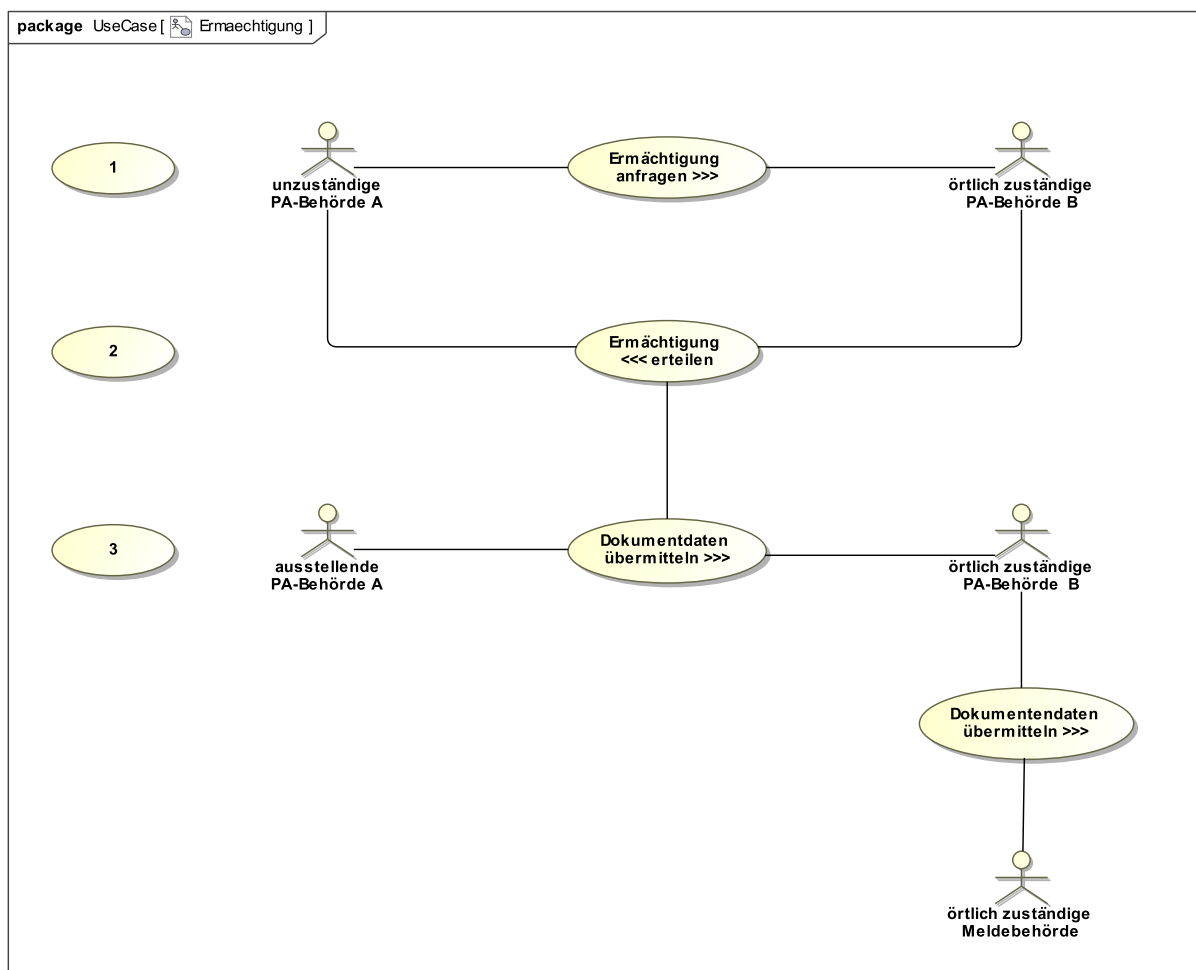 package UseCase [ Ermaechtigung ]
1
unzuständige
PA-Behörde A
Ermächtigung
anfragen >>>
örtlich zuständige
PA-Behörde B
2
Ermächtigung
<<< erteilen
3
ausstellende
PA-Behörde A
Dokumentdaten
übermitteln >>>
örtlich zuständige
PA-Behörde B
Dokumentendaten
übermitteln >>>
örtlich zuständige
Meldebehörde